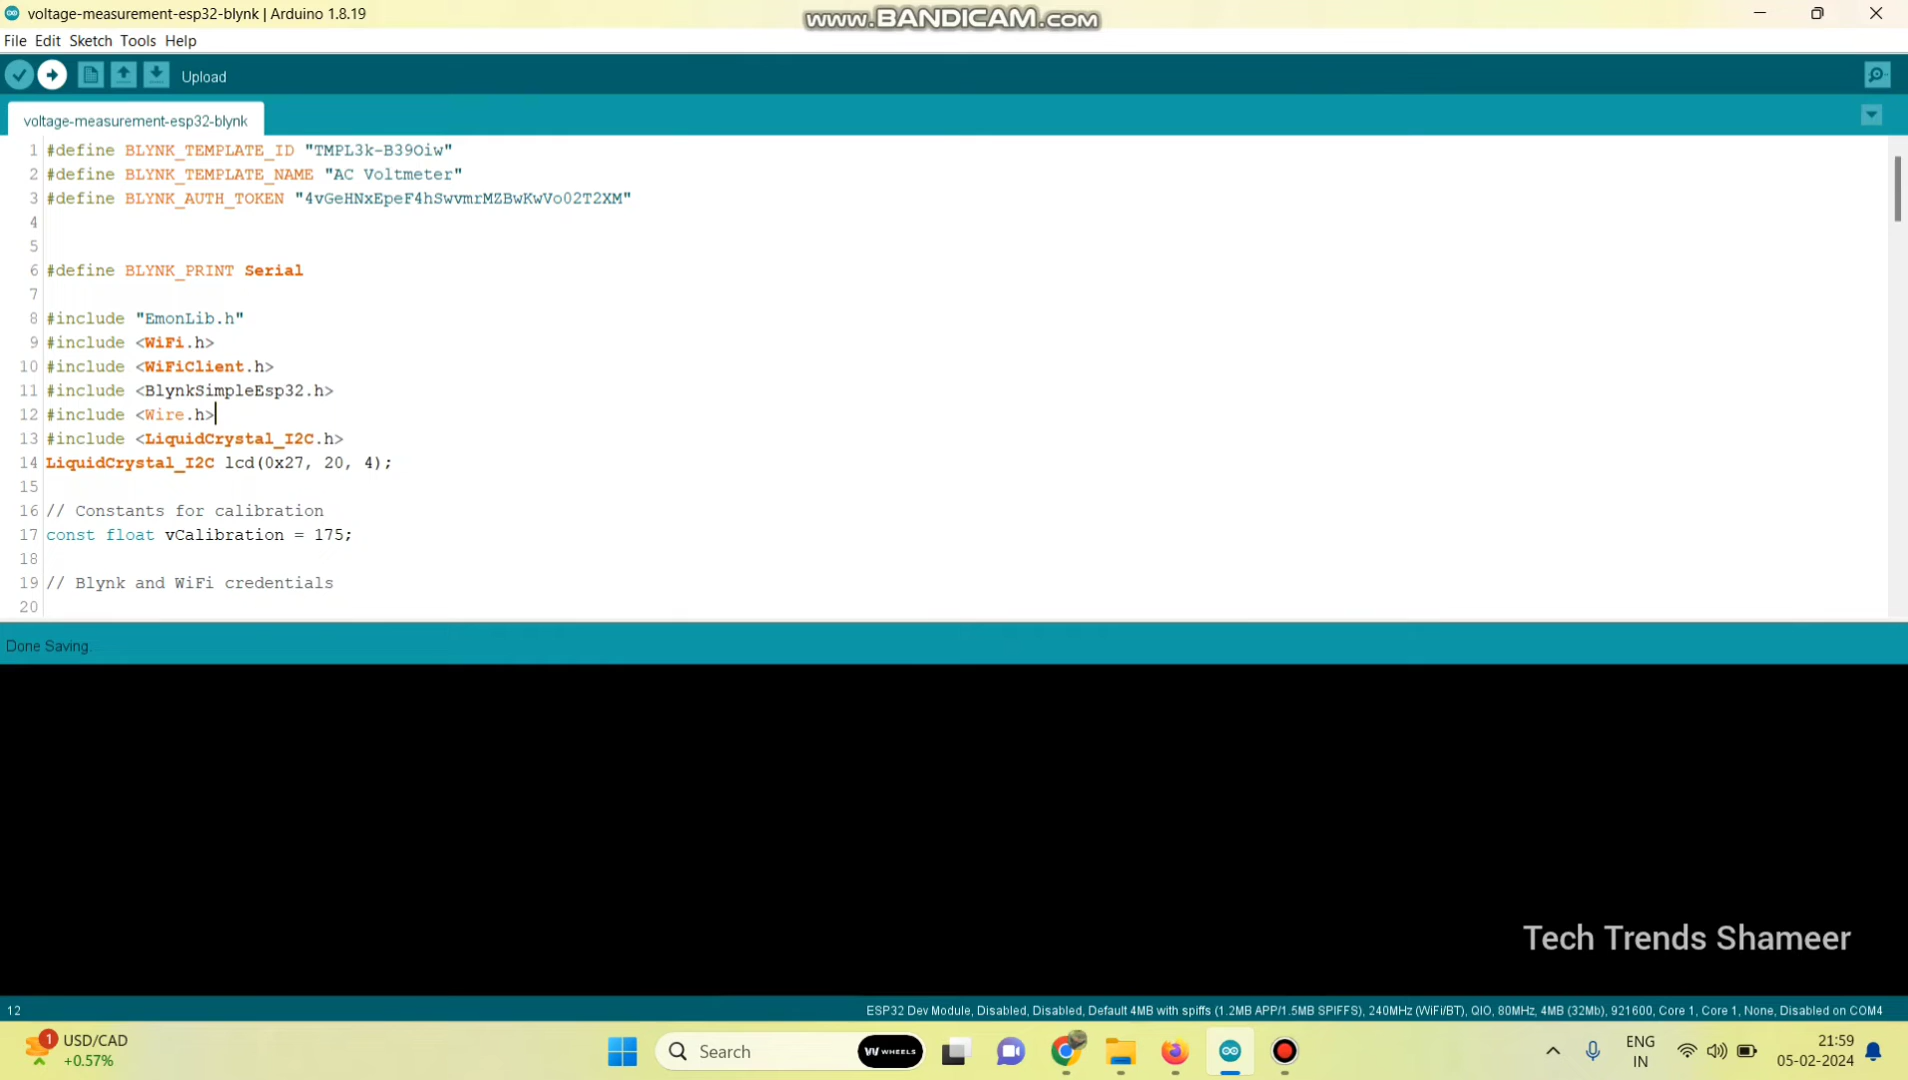 voltage-measurement-esp32-blynk | Arduino 1.8.19
www.BANDICAM.com
File Edit Sketch Tools Help
Upload
voltage-measurement-esp32-blynk
1 #define BLYNK_TEMPLATE_ID "TMPL3k-B39Oiw"
2 #define BLYNK_TEMPLATE_NAME "AC Voltmeter"
3 #define BLYNK_AUTH_TOKEN "4vGeHNxEpeF4hSwvmrMZBwKwVo02T2XM"
4
5
6 #define BLYNK_PRINT Serial
7
8 #include "EmonLib.h"
9 #include <WiFi.h>
10 #include <WiFiClient.h>
11 #include <BlynkSimpleEsp32.h>
12 #include <Wire.h>
13 #include <LiquidCrystal_I2C.h>
14 LiquidCrystal_I2C lcd(0x27, 20, 4);
15
16 // Constants for calibration
17 const float vCalibration = 175;
18
19 // Blynk and WiFi credentials
20
Done Saving.
Tech Trends Shameer
12
ESP32 Dev Module, Disabled, Disabled, Default 4MB with spiffs (1.2MB APP/1.5MB SPIFFS), 240MHz (WiFi/BT), QIO, 80MHz, 4MB (32Mb), 921600, Core 1, Core 1, None, Disabled on COM4
1
USD/CAD
+0.57%
Search
WHEELS
ENG
IN
21:59
05-02-2024